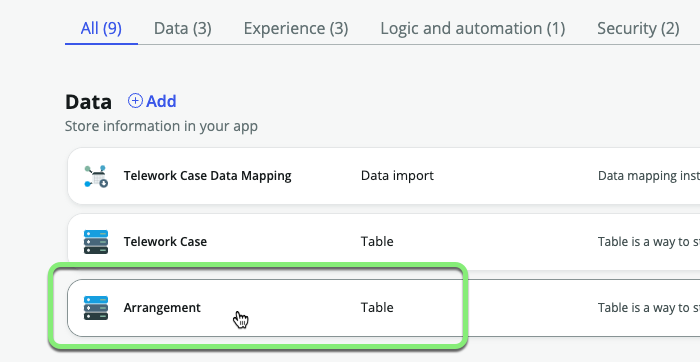 All (9) Data (3) Experience (3) Logic and automation (1) Security (2)
Data Add
Store information in your app
Telework Case Data Mapping Data import Data mapping inst
Telework Case Table Table is a way to st
Arrangement Table Table is a way to st